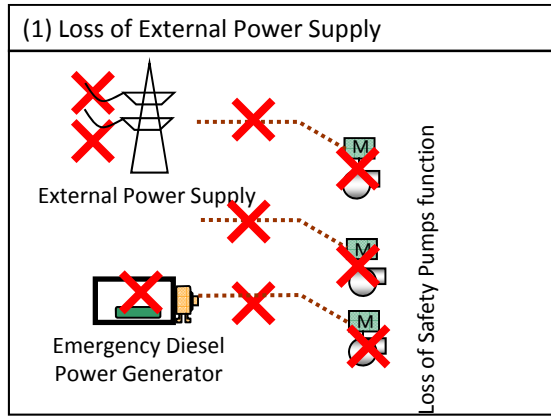 (1) Loss of External Power Supply
M
External Power Supply
M
M
Emergency Diesel
Power Generator
Loss of Safety Pumps function